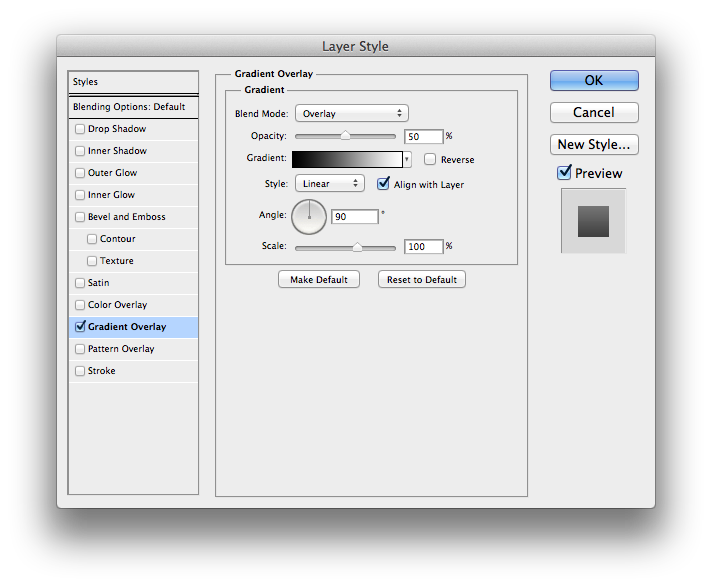 Layer Style
Styles
Blending Options: Default
Drop Shadow
Inner Shadow
Outer Glow
Inner Glow
Bevel and Emboss
Contour
Texture
Satin
Color Overlay
Gradient Overlay
Pattern Overlay
Stroke
Gradient Overlay
Gradient
Blend Mode: Overlay
Opacity: 50 %
Gradient: Reverse
Style: Linear Align with Layer
Angle: 90 °
Scale: 100 %
Make Default Reset to Default
OK
Cancel
New Style...
Preview